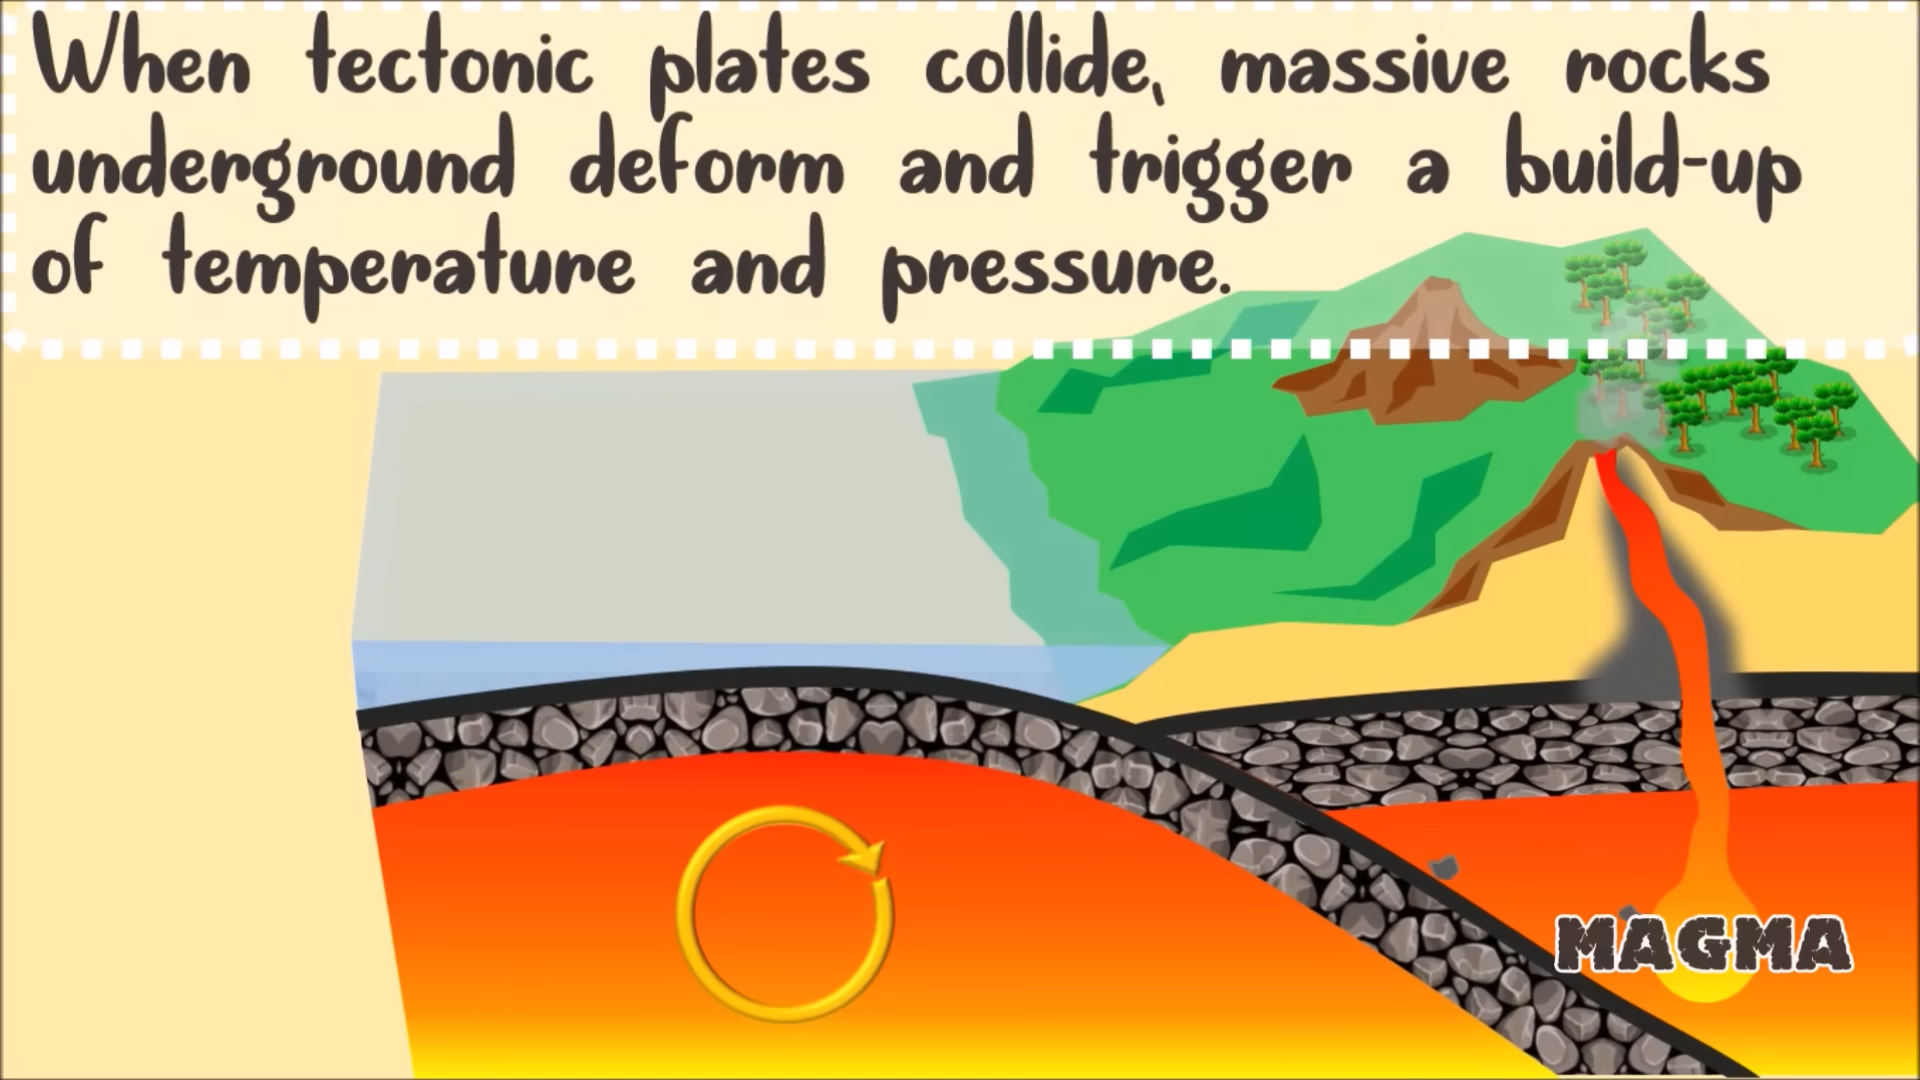 When tectonic plates collide, massive rocks
underground deform and trigger a build-up
of temperature and pressure.
MAGMA